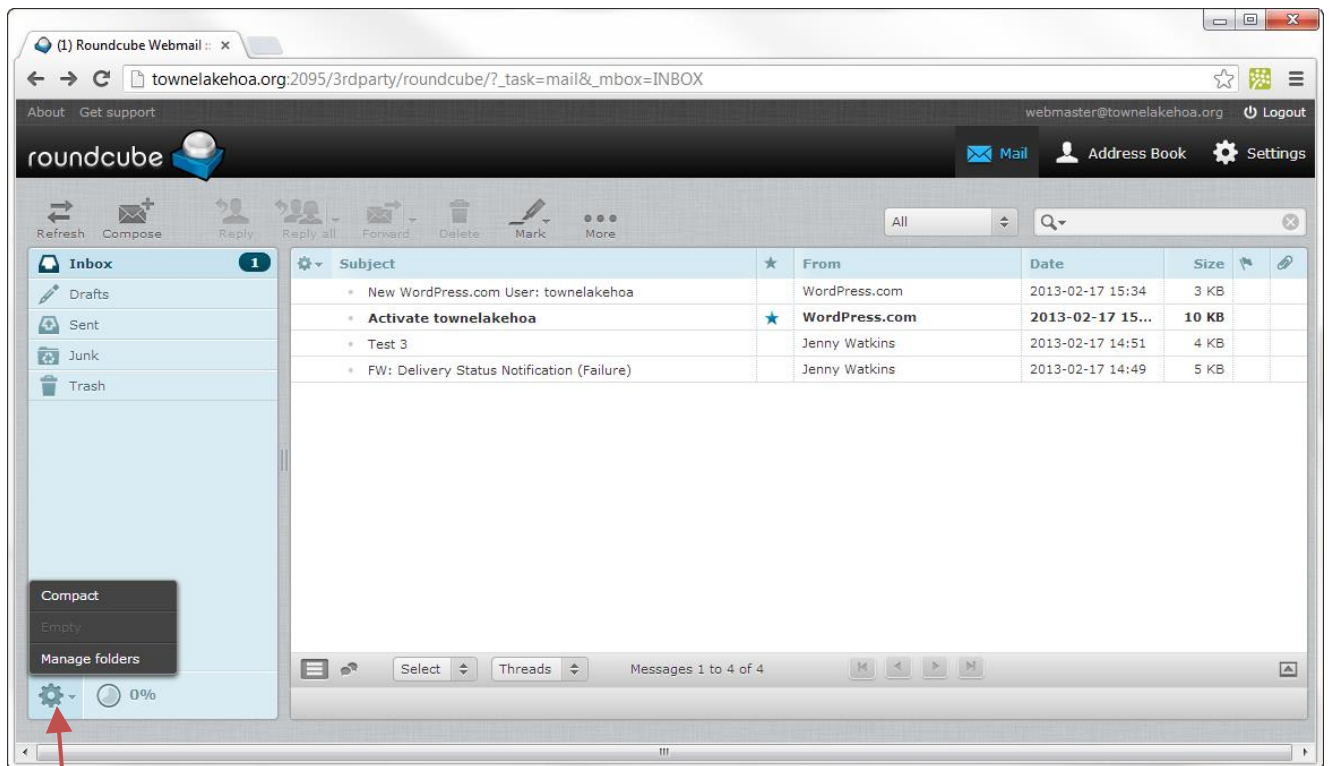 (1) Roundcube Webmail ::
townelakehoa.org:2095/3rdparty/roundcube/?_task=mail&_mbox=INBOX
About Get support webmaster@townelakehoa.org Logout
roundcube Mail Address Book Settings
Refresh Compose Reply Reply all Forward Delete Mark More All
Inbox 1 Subject From Date Size
Drafts New WordPress.com User: townelakehoa WordPress.com 2013-02-17 15:34 3 KB
Sent Activate townelakehoa WordPress.com 2013-02-17 15... 10 KB
Junk Test 3 Jenny Watkins 2013-02-17 14:51 4 KB
Trash FW: Delivery Status Notification (Failure) Jenny Watkins 2013-02-17 14:49 5 KB
Compact
Empty
Manage folders
Select Threads Messages 1 to 4 of 4
0%